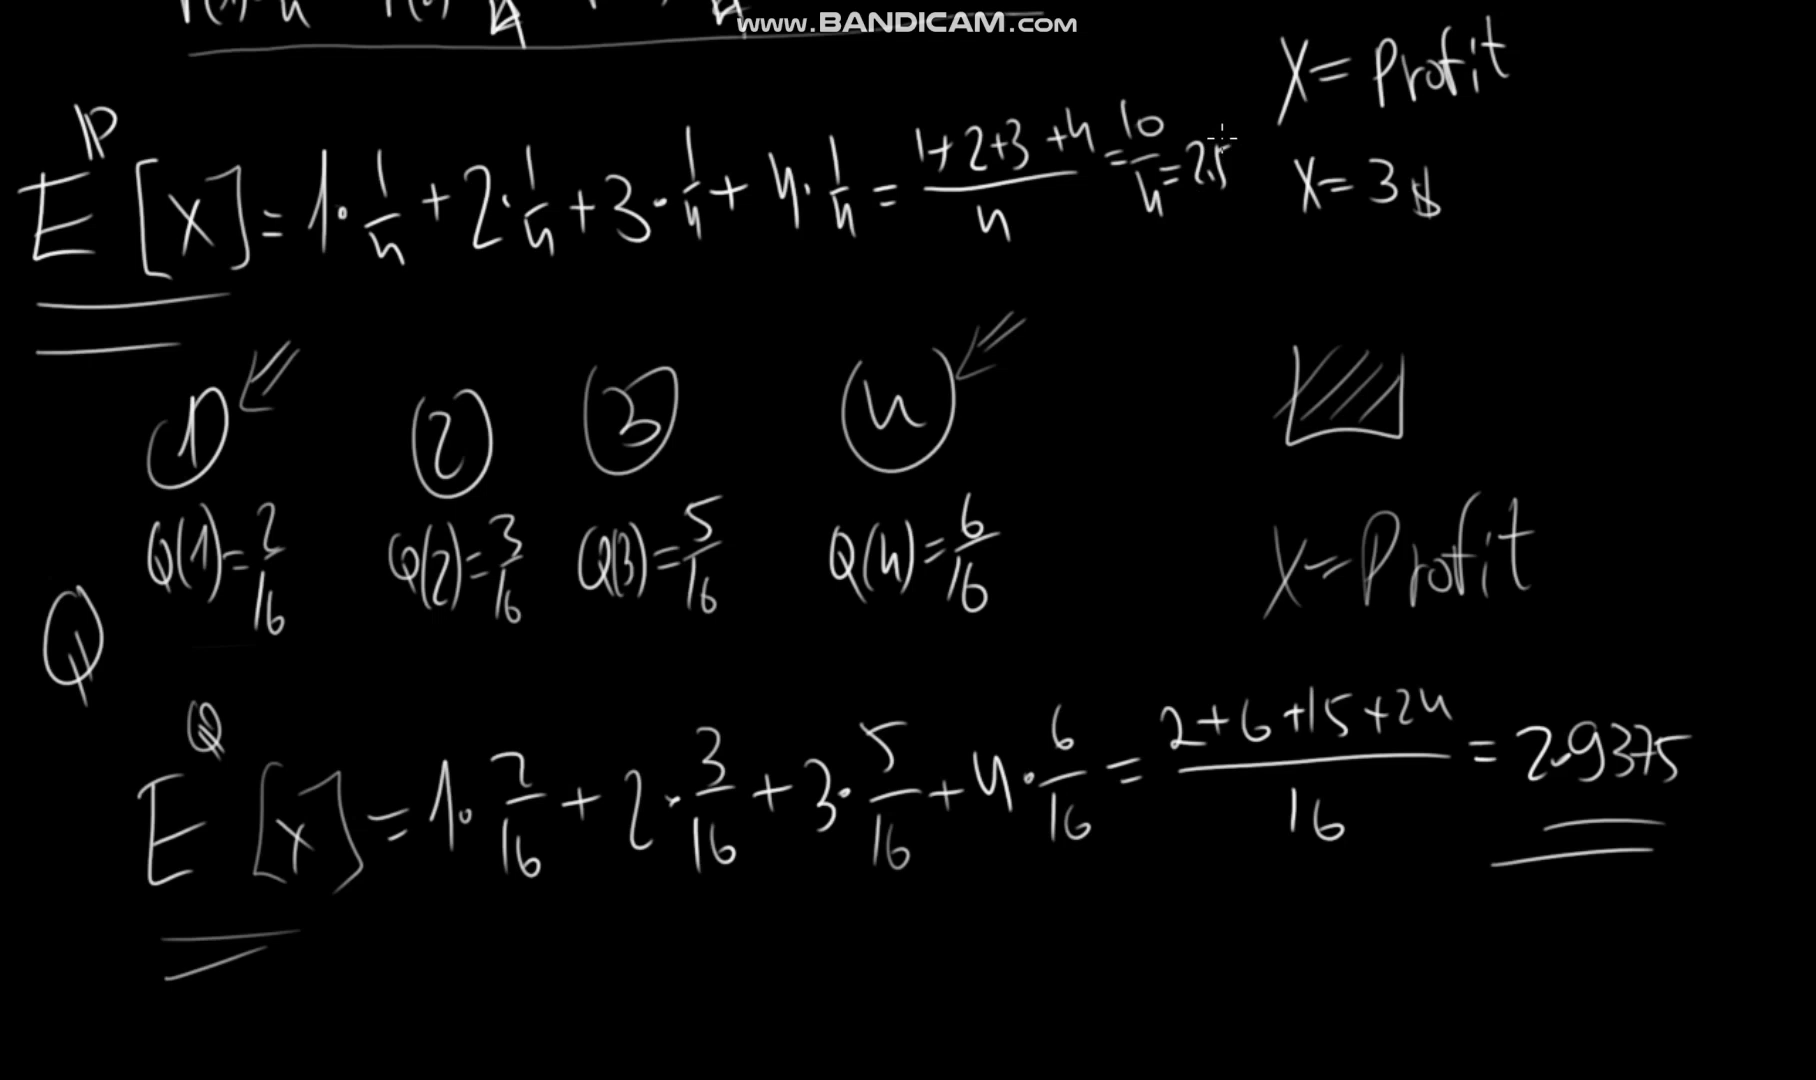 www.BANDICAM.com
X = Profit
E^ℙ [X] = 1·1/4 + 2·1/4 + 3·1/4 + 4·1/4 = (1+2+3+4)/4 = 10/4 = 2.5
X = 3$
1 2 3 4
Q(1) = 2/16 Q(2) = 3/16 Q(3) = 5/16 Q(4) = 6/16
X = Profit
Q
E^ℚ [X] = 1·2/16 + 2·3/16 + 3·5/16 + 4·6/16 = (2+6+15+24)/16 = 2.9375